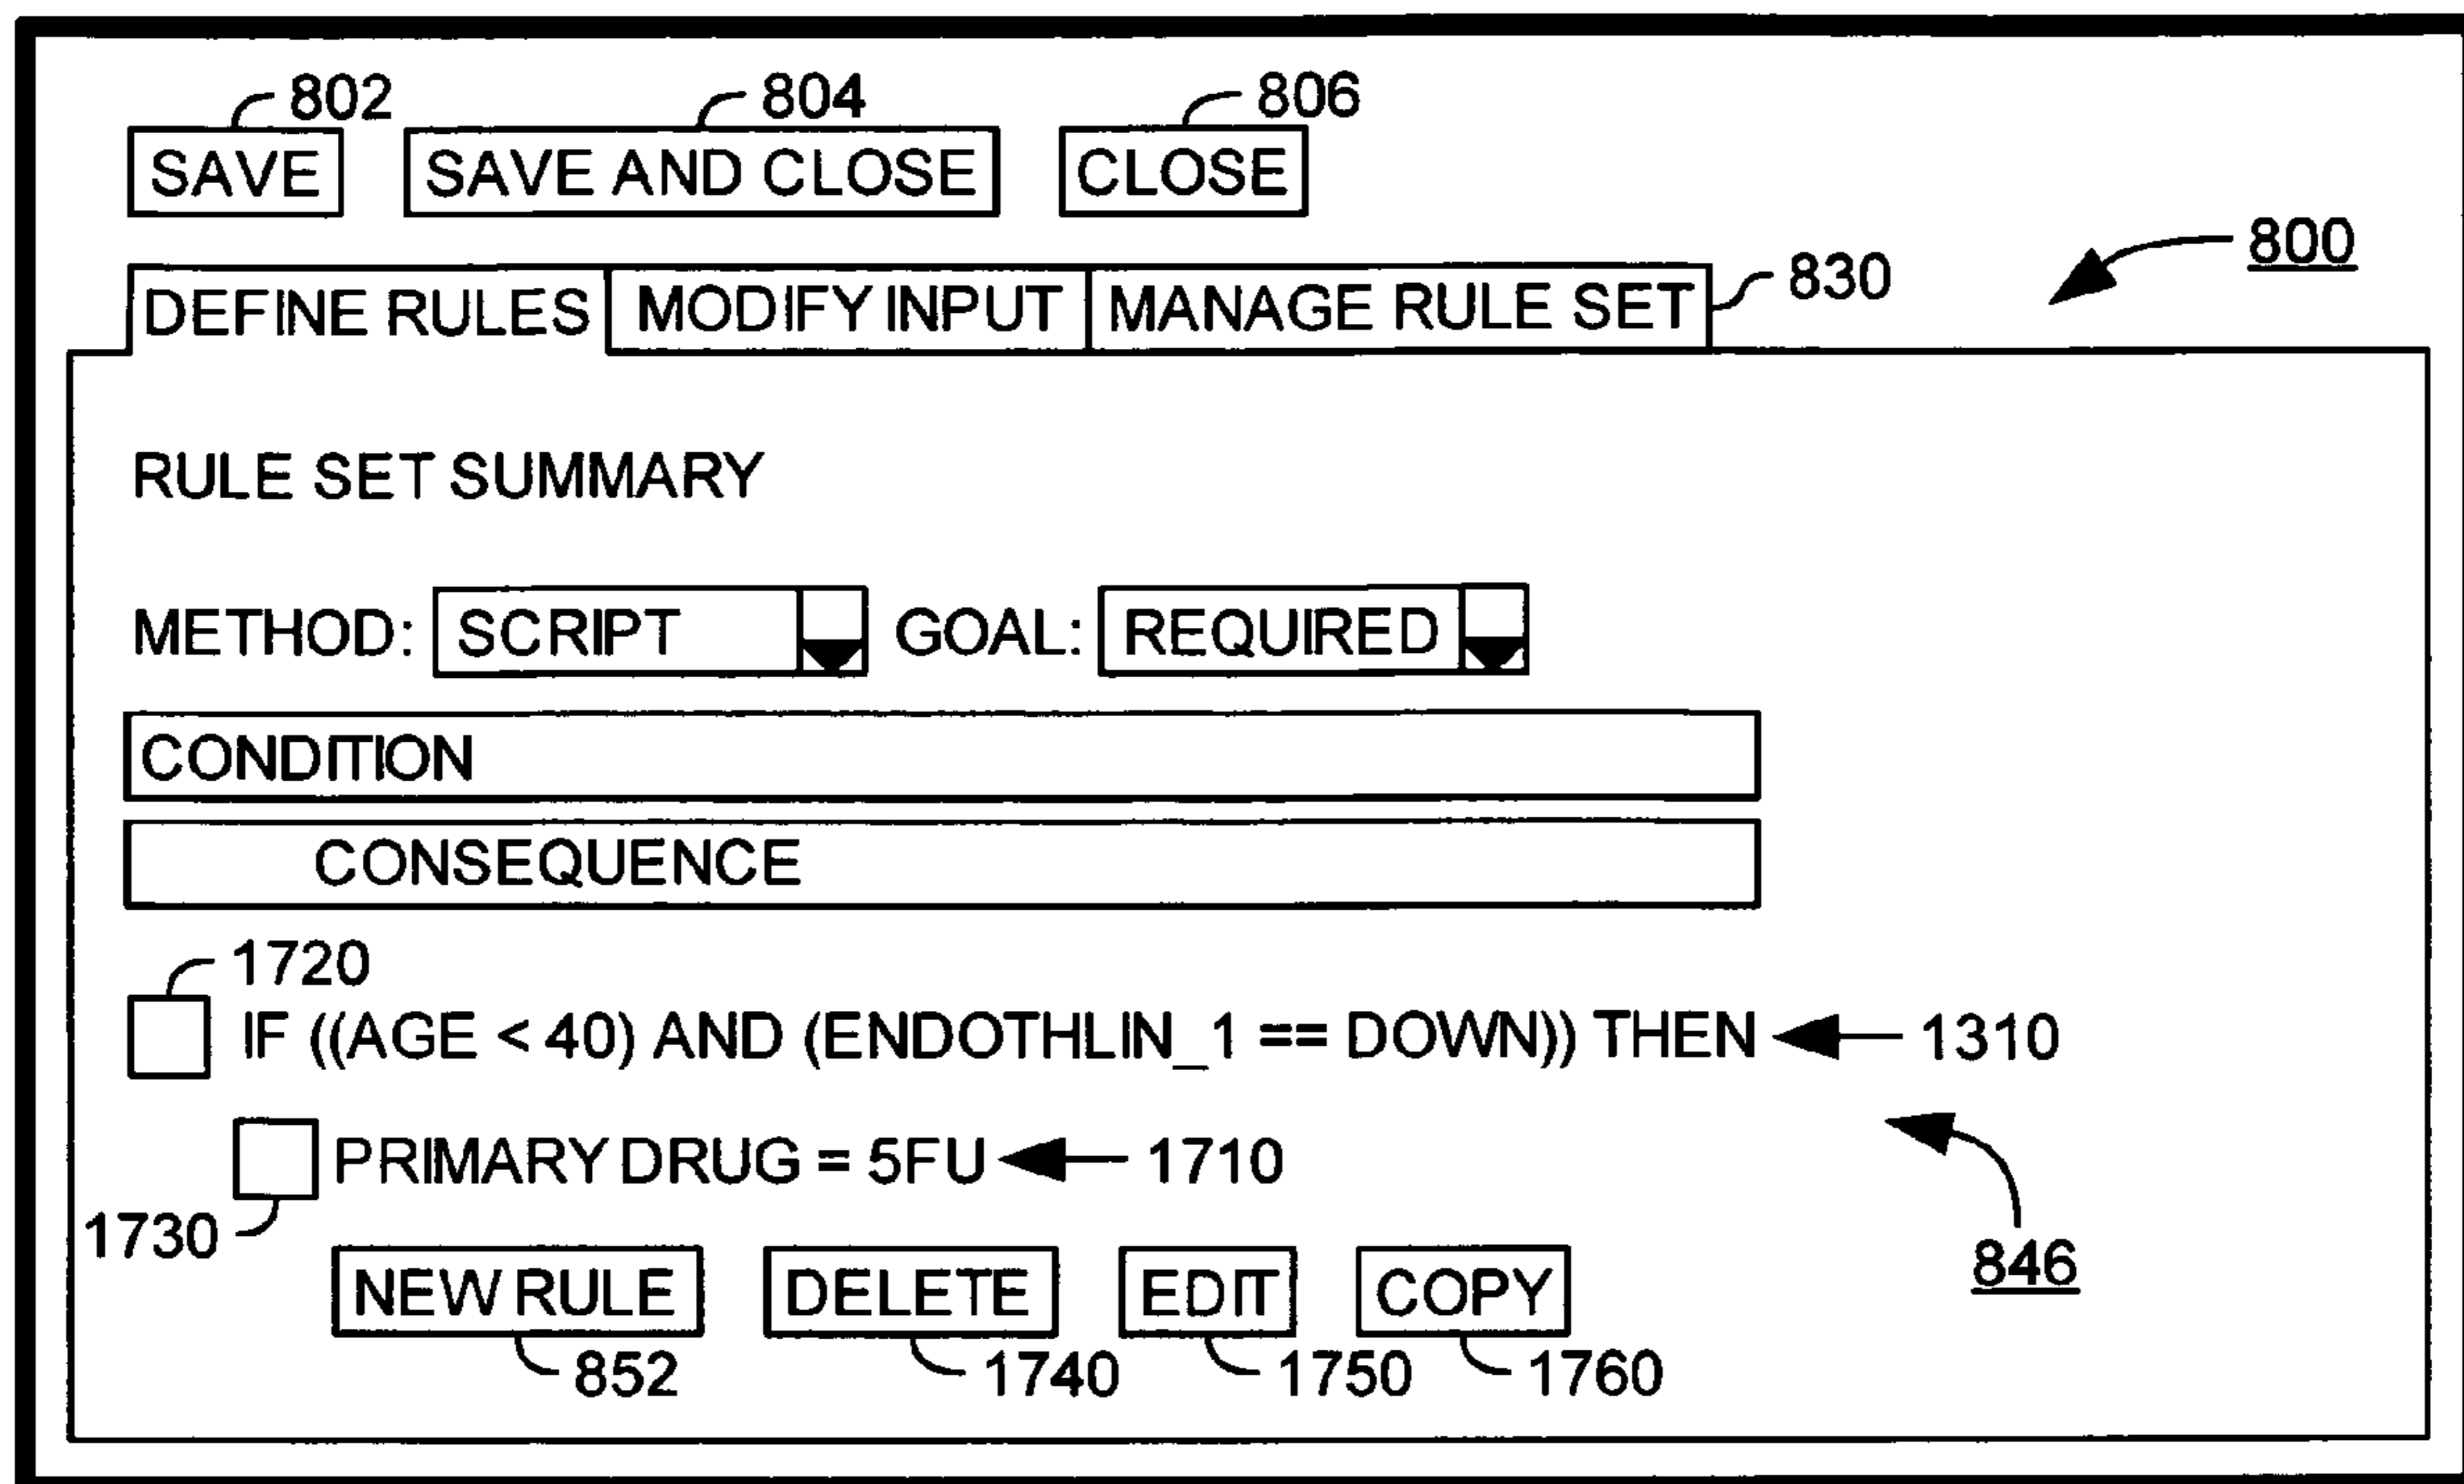 802 804 806
SAVE SAVE AND CLOSE CLOSE
800
DEFINE RULES MODIFY INPUT MANAGE RULE SET 830
RULE SET SUMMARY
METHOD: SCRIPT GOAL: REQUIRED
CONDITION
CONSEQUENCE
1720
IF ((AGE < 40) AND (ENDOTHLIN_1 == DOWN)) THEN 1310
PRIMARY DRUG = 5FU 1710
1730
846
NEW RULE DELETE EDIT COPY
852 1740 1750 1760